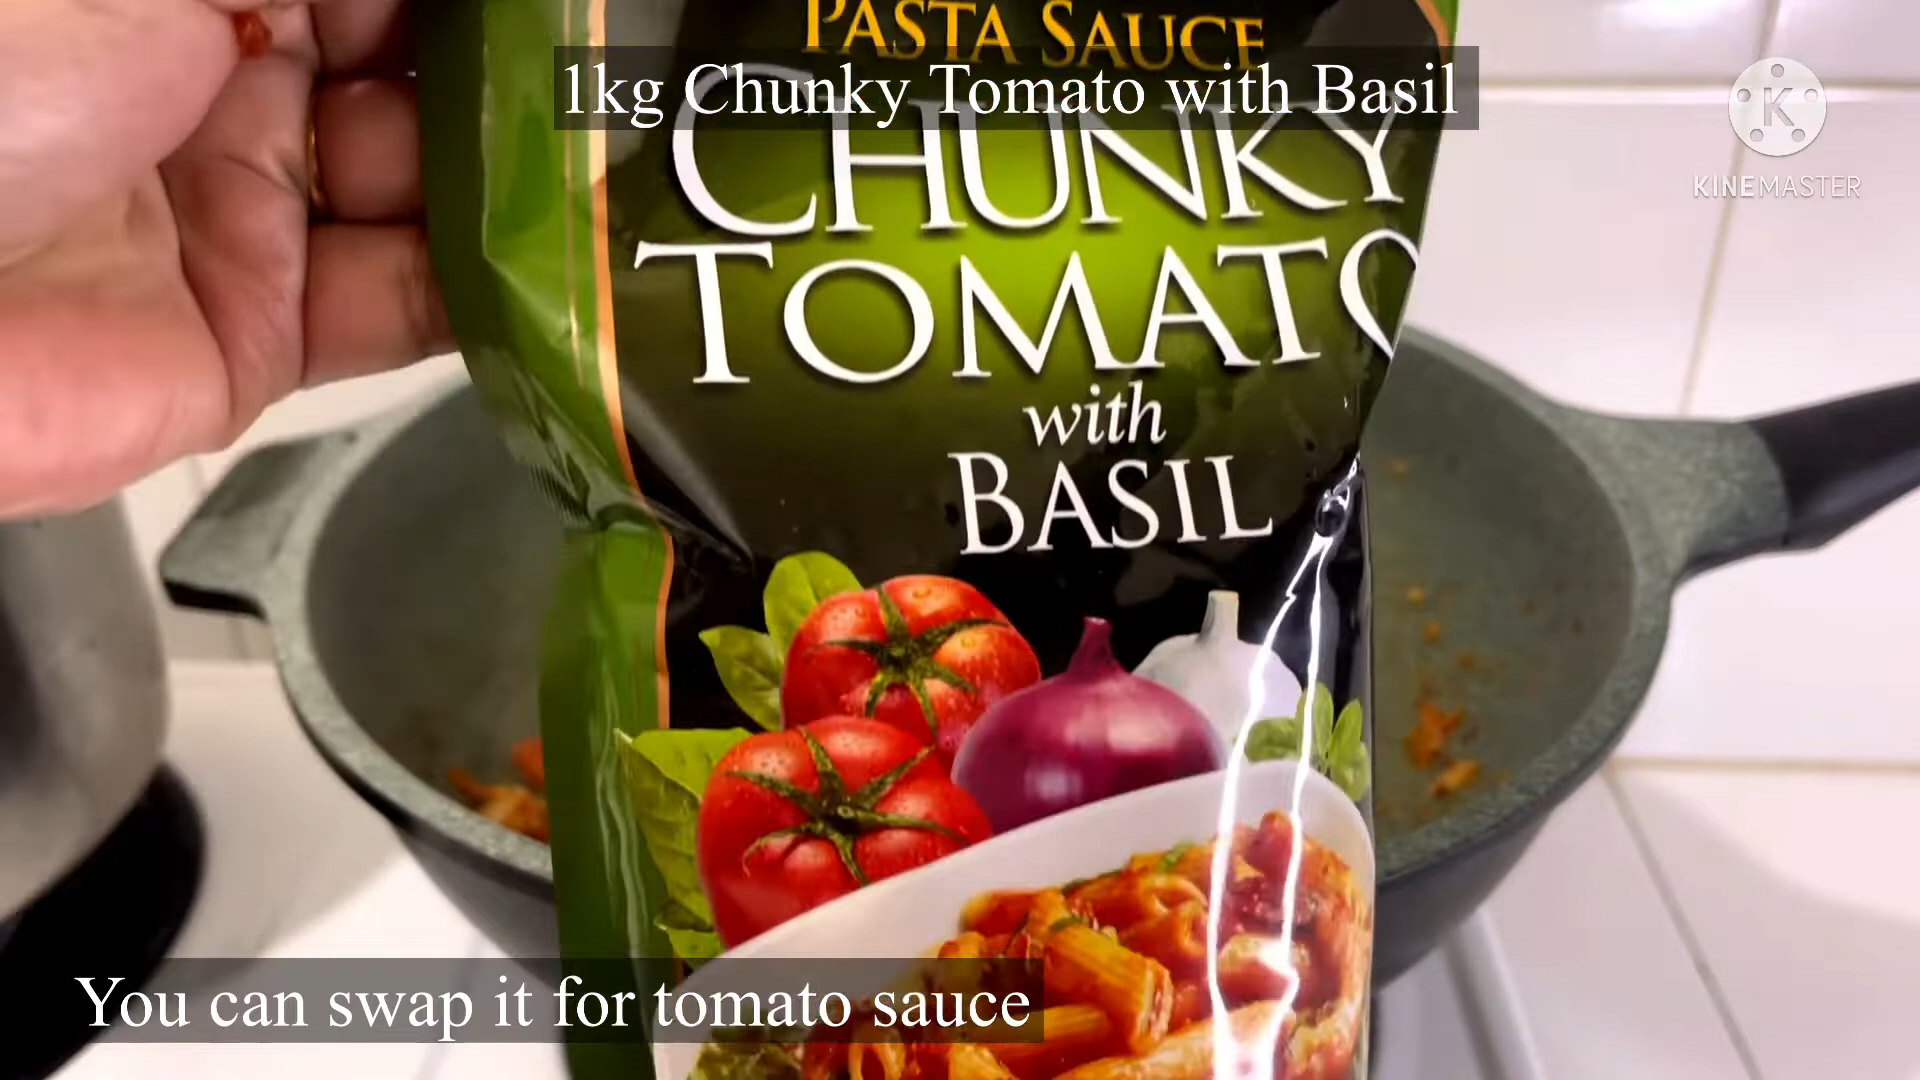 PASTA SAUCE
1kg Chunky Tomato with Basil
CHUNKY
TOMATO
with
BASIL
K
KINEMASTER
You can swap it for tomato sauce